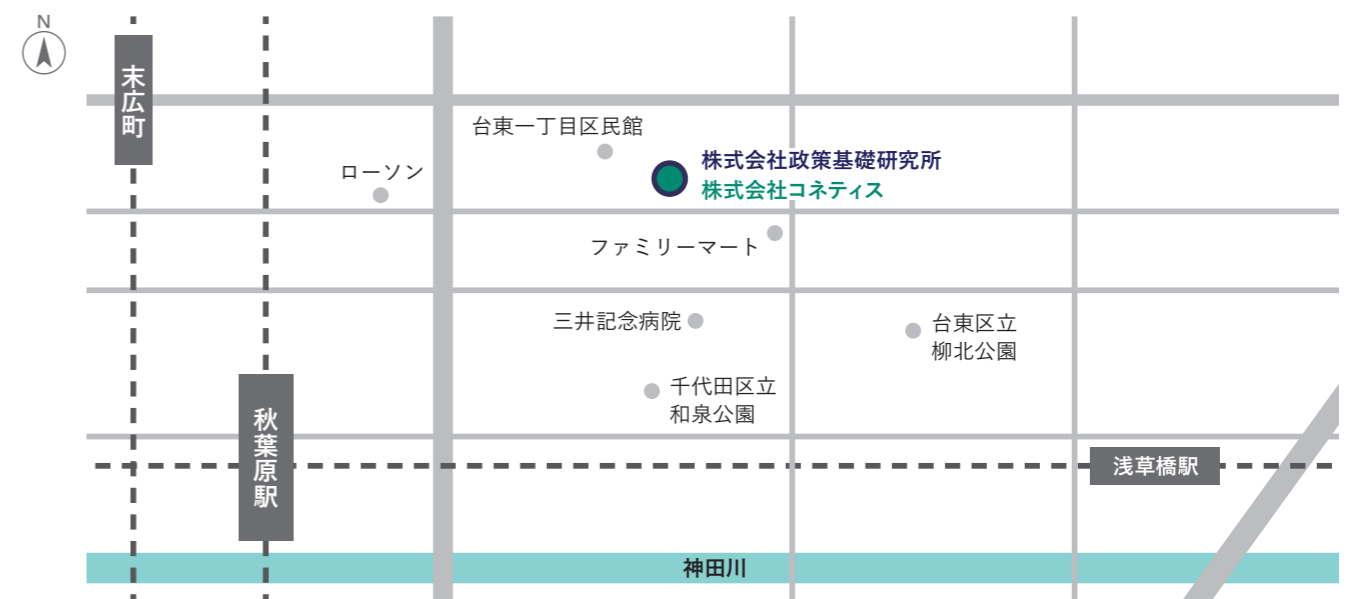 N
末広町
台東一丁目区民館
株式会社政策基礎研究所
株式会社コネティス
ローソン
ファミリーマート
三井記念病院
台東区立
柳北公園
千代田区立
和泉公園
秋葉原駅
浅草橋駅
神田川